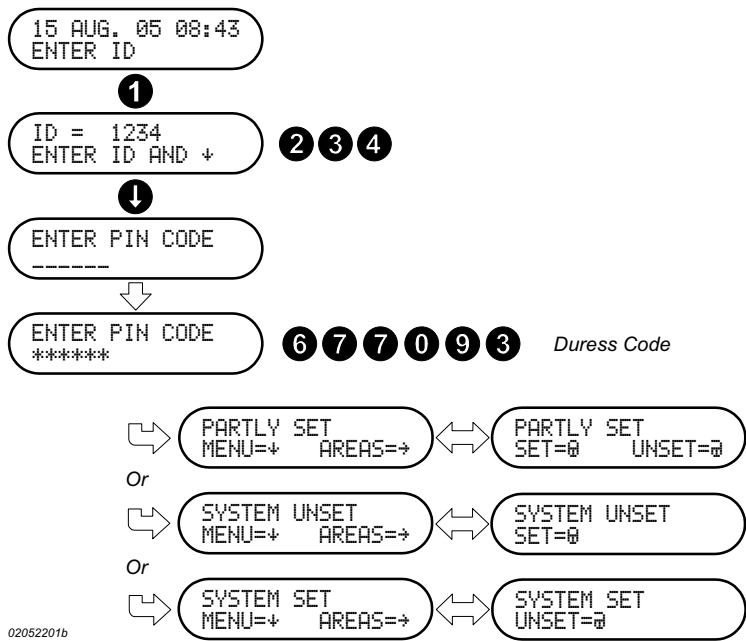 15 AUG. 05 08:43
ENTER ID
1
ID = 1234
ENTER ID AND ↓
2 3 4
↓
ENTER PIN CODE
______
ENTER PIN CODE
******
6 7 7 0 9 3 Duress Code
PARTLY SET
MENU=↓ AREAS=→
PARTLY SET
SET= UNSET=
Or
SYSTEM UNSET
MENU=↓ AREAS=→
SYSTEM UNSET
SET=
Or
SYSTEM SET
MENU=↓ AREAS=→
SYSTEM SET
UNSET=
02052201b